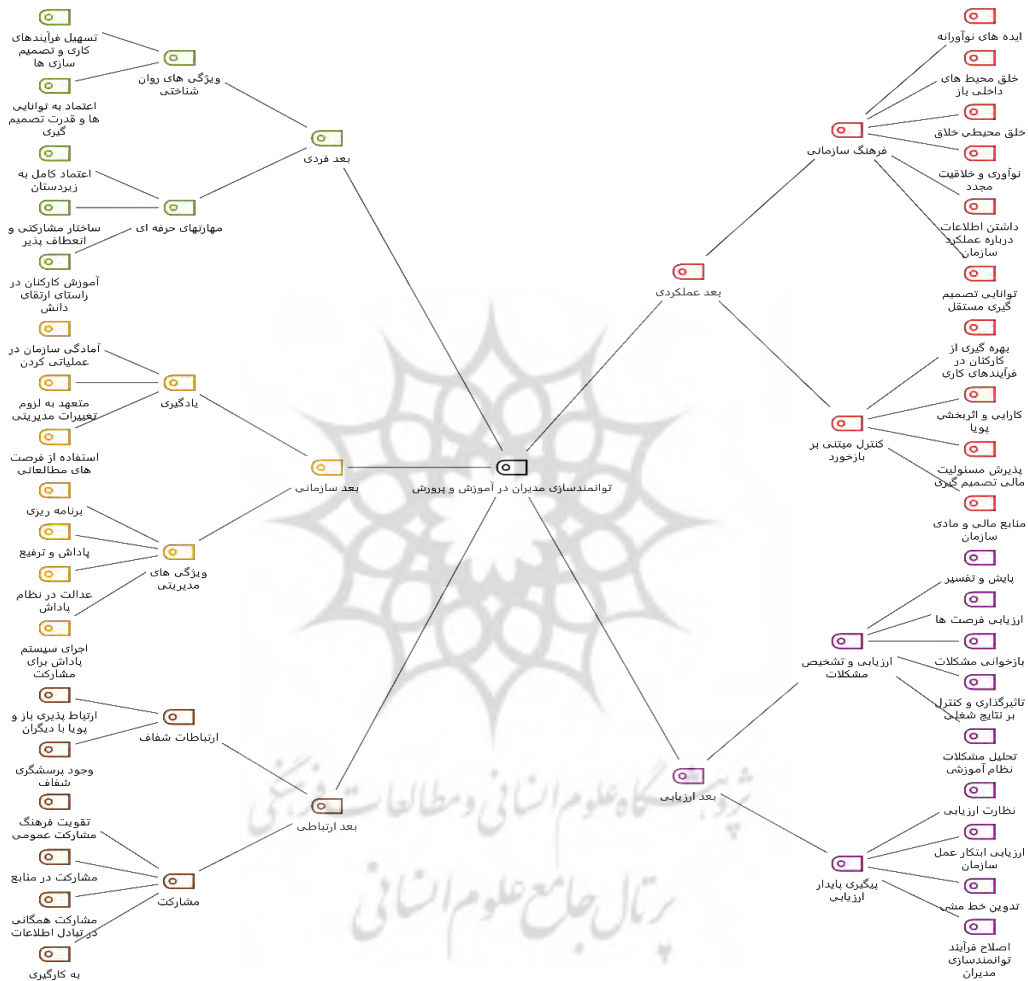 ایده های نوآورانه
خلق محیط های
داخلی باز
خلق محیطی خلاق
نوآوری و خلاقیت
مجدد
داشتن اطلاعات
درباره عملکرد
سازمان
توانایی تصمیم
گیری مستقل
فرهنگ سازمانی
بهره گیری از
کارکنان در
فرآیندهای کاری
کارایی و اثربخشی
پویا
پذیرش مسئولیت
مالی تصمیم گیری
منابع مالی و مادی
سازمان
کنترل مبتنی بر
بازخورد
بعد عملکردی
پایش و تفسیر
ارزیابی فرصت ها
بازخوانی مشکلات
تاثیرگذاری و کنترل
بر نتایج شغلی
تحلیل مشکلات
نظام آموزشی
ارزیابی و تشخیص
مشکلات
نظارت ارزیابی
ارزیابی ابتکار عمل
سازمان
تدوین خط مشی
اصلاح فرآیند
توانمندسازی
مدیران
پیگیری پایدار
ارزیابی
بعد ارزیابی
توانمندسازی مدیران در آموزش و پرورش
بعد فردی
ویژگی های روان
شناختی
تسهیل فرآیندهای
کاری و تصمیم
سازی ها
اعتماد به توانایی
ها و قدرت تصمیم
گیری
مهارتهای حرفه ای
اعتماد کامل به
زیردستان
ساختار مشارکتی و
انعطاف پذیر
آموزش کارکنان در
راستای ارتقای
دانش
بعد سازمانی
یادگیری
آمادگی سازمان در
عملیاتی کردن
متعهد به لزوم
تغییرات مدیریتی
استفاده از فرصت
های مطالعاتی
ویژگی های
مدیریتی
برنامه ریزی
پاداش و ترفیع
عدالت در نظام
پاداش
اجرای سیستم
پاداش برای
مشارکت
بعد ارتباطی
ارتباطات شفاف
ارتباط پذیری باز و
پویا با دیگران
وجود پرسشگری
شفاف
مشارکت
تقویت فرهنگ
مشارکت عمومی
مشارکت در منابع
مشارکت همگانی
در تبادل اطلاعات
به کارگیری
پژوهشگاه علوم انسانی و مطالعات فرهنگی
پرتال جامع علوم انسانی